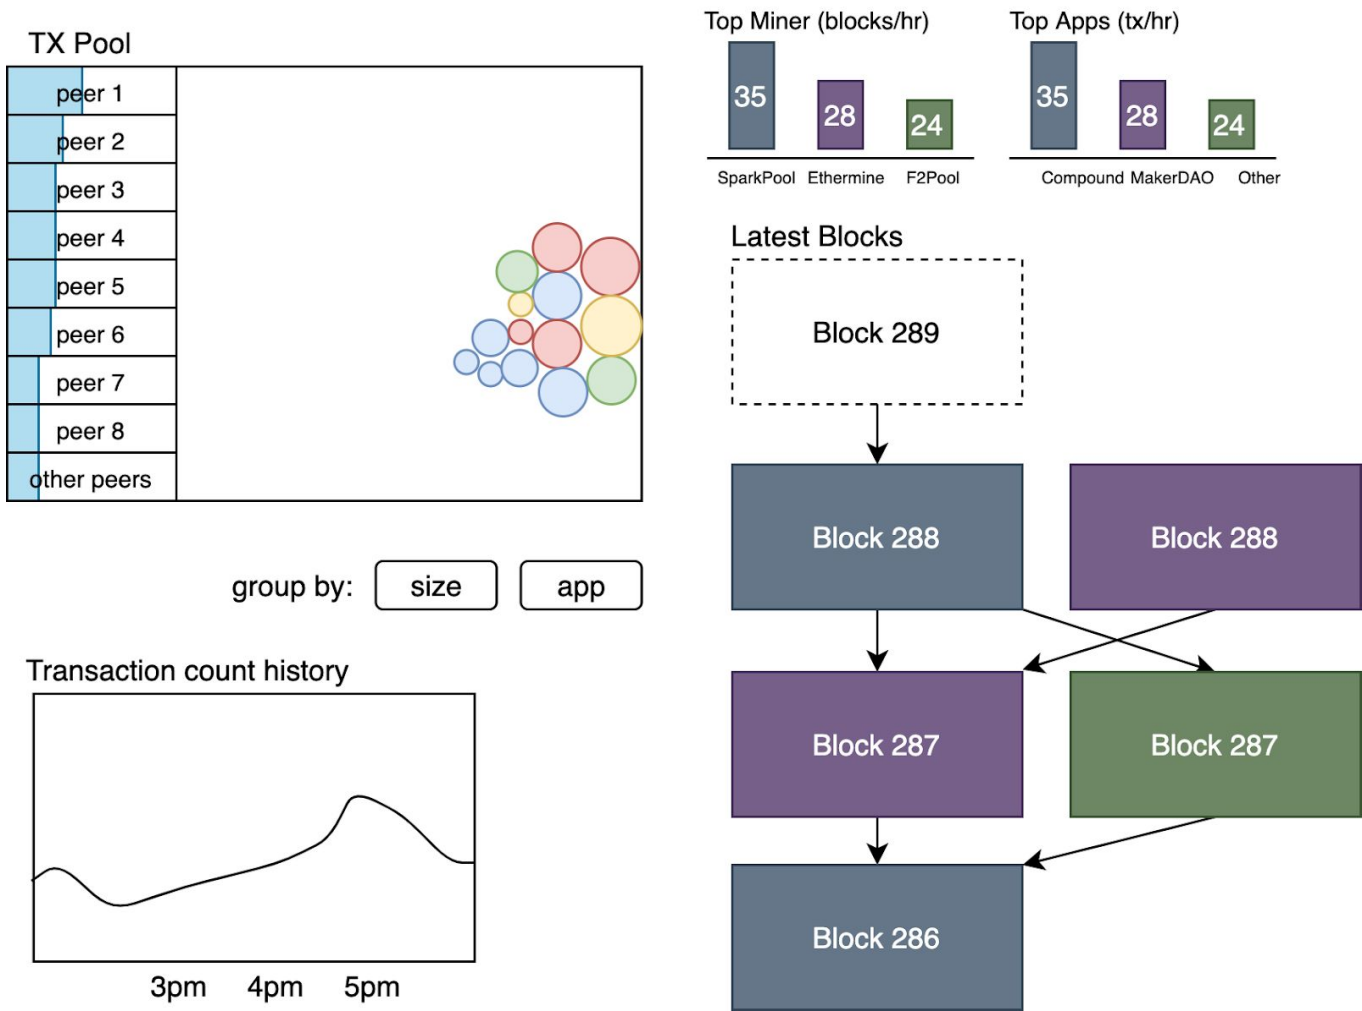 TX Pool
peer 1
peer 2
peer 3
peer 4
peer 5
peer 6
peer 7
peer 8
other peers
group by: size app
Transaction count history
3pm 4pm 5pm
Top Miner (blocks/hr)
35 28 24
SparkPool Ethermine F2Pool
Top Apps (tx/hr)
35 28 24
Compound MakerDAO Other
Latest Blocks
Block 289
Block 288 Block 288
Block 287 Block 287
Block 286